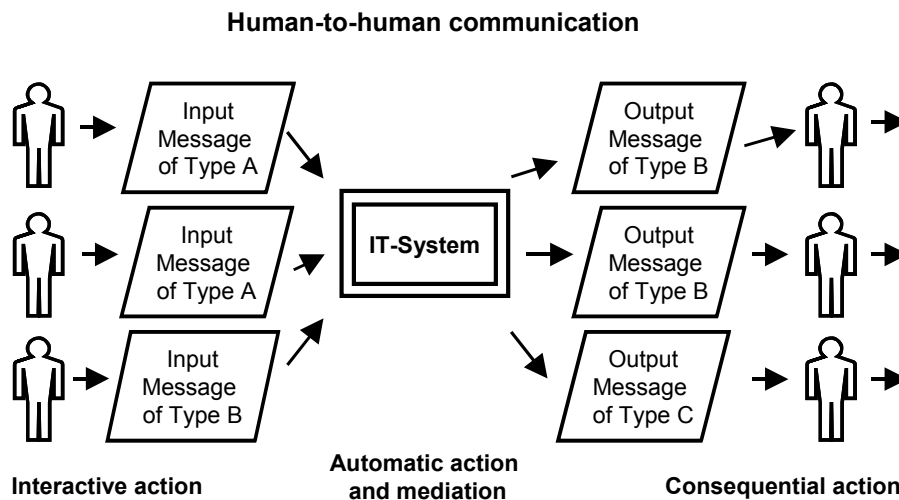 Human-to-human communication
Input
Message
of Type A
Output
Message
of Type B
Input
Message
of Type A
IT-System
Output
Message
of Type B
Input
Message
of Type B
Output
Message
of Type C
Interactive action
Automatic action
and mediation
Consequential action